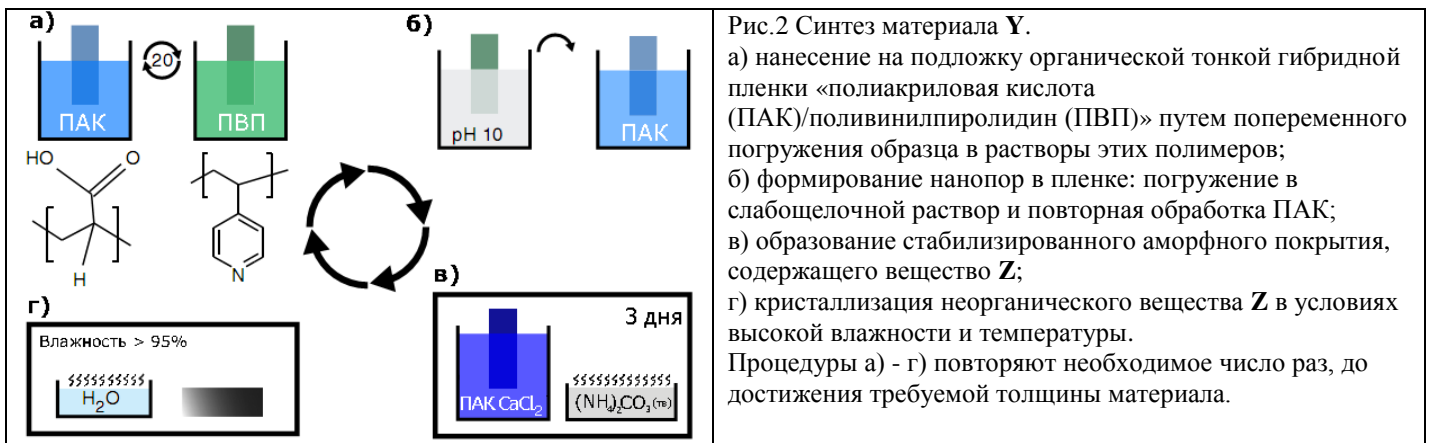 а)
20
ПАК
ПВП
HO
O
H
N
б)
pH 10
ПАК
в)
3 дня
ПАК CaCl₂
(NH₄)₂CO₃(тв)
г)
Влажность > 95%
H₂O
Рис.2 Синтез материала Y.
а) нанесение на подложку органической тонкой гибридной
пленки «полиакриловая кислота
(ПАК)/поливинилпиролидин (ПВП)» путем попеременного
погружения образца в растворы этих полимеров;
б) формирование нанопор в пленке: погружение в
слабощелочной раствор и повторная обработка ПАК;
в) образование стабилизированного аморфного покрытия,
содержащего вещество Z;
г) кристаллизация неорганического вещества Z в условиях
высокой влажности и температуры.
Процедуры а) - г) повторяют необходимое число раз, до
достижения требуемой толщины материала.